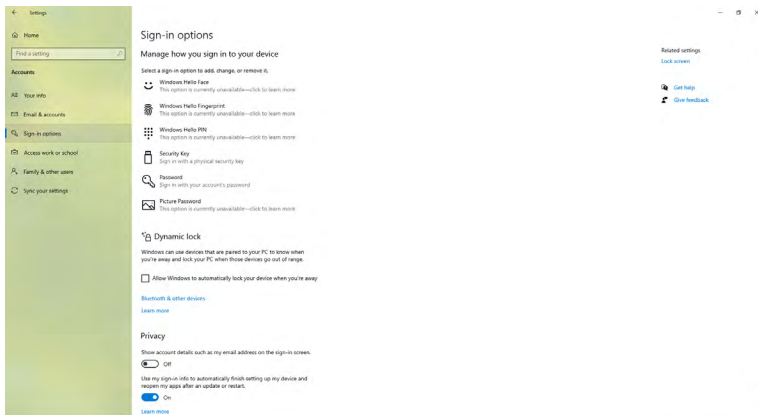 Settings
Home
Find a setting
Accounts
Your info
Email & accounts
Sign-in options
Access work or school
Family & other users
Sync your settings
Sign-in options
Manage how you sign in to your device
Select a sign-in option to add, change, or remove it.
Windows Hello Face
This option is currently unavailable—click to learn more
Windows Hello Fingerprint
This option is currently unavailable—click to learn more
Windows Hello PIN
This option is currently unavailable—click to learn more
Security Key
Sign in with a physical security key
Password
Sign in with your account's password
Picture Password
This option is currently unavailable—click to learn more
Dynamic lock
Windows can use devices that are paired to your PC to know when
you're away and lock your PC when those devices go out of range.
Allow Windows to automatically lock your device when you're away
Bluetooth & other devices
Learn more
Privacy
Show account details such as my email address on the sign-in screen.
Off
Use my sign-in info to automatically finish setting up my device and
reopen my apps after an update or restart.
On
Learn more
Related settings
Lock screen
Get help
Give feedback